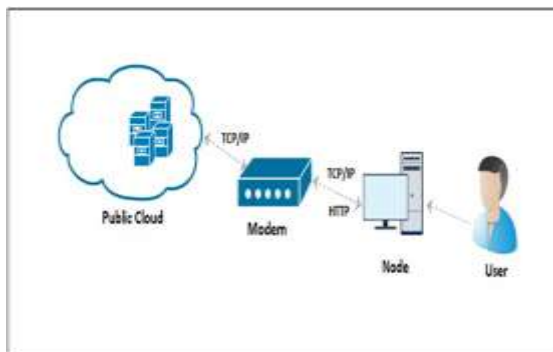 TCP/IP
Public Cloud
TCP/IP
HTTP
Modem
Node
User